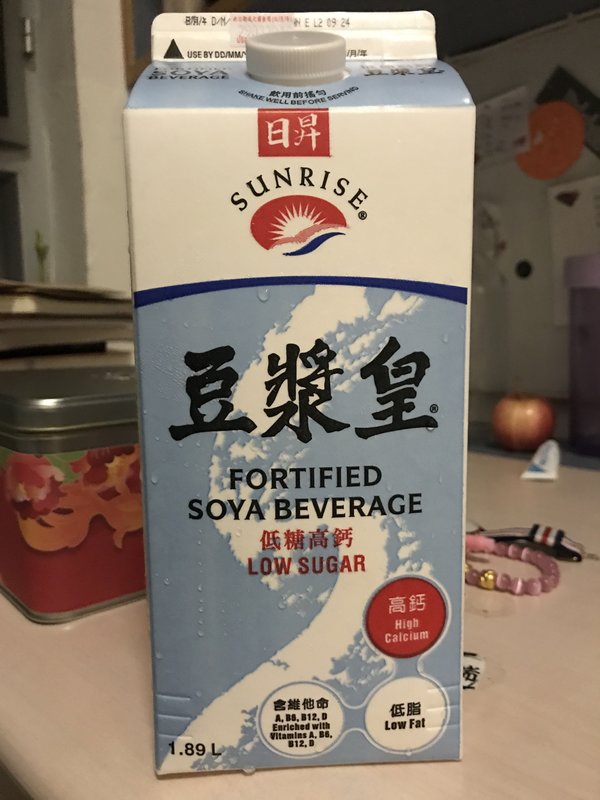 USE BY DD/MM/
SOYA
BEVERAGE
飲用前搖勻
SHAKE WELL BEFORE SERVING
日昇
SUNRISE®
豆漿皇®
FORTIFIED
SOYA BEVERAGE
低糖高鈣
LOW SUGAR
高鈣
High
Calcium
含維他命
A, B6, B12, D
Enriched with
Vitamins A, B6,
B12, D
低脂
Low Fat
1.89 L